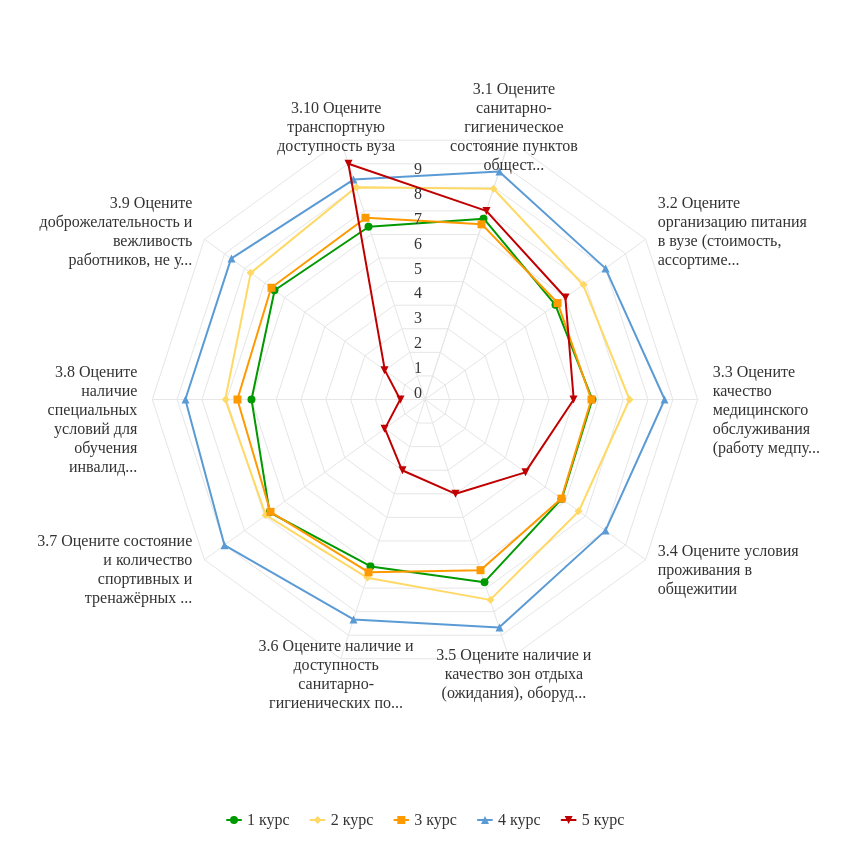 3.1 Оцените
санитарно-
гигиеническое
состояние пунктов
общест...
3.10 Оцените
транспортную
доступность вуза
3.2 Оцените
организацию питания
в вузе (стоимость,
ассортиме...
3.9 Оцените
доброжелательность и
вежливость
работников, не у...
9
8
7
6
5
4
3
2
1
0
3.3 Оцените
качество
медицинского
обслуживания
(работу медпу...
3.8 Оцените
наличие
специальных
условий для
обучения
инвалид...
3.4 Оцените условия
проживания в
общежитии
3.7 Оцените состояние
и количество
спортивных и
тренажёрных ...
3.6 Оцените наличие и
доступность
санитарно-
гигиенических по...
3.5 Оцените наличие и
качество зон отдыха
(ожидания), оборуд...
1 курс 2 курс 3 курс 4 курс 5 курс